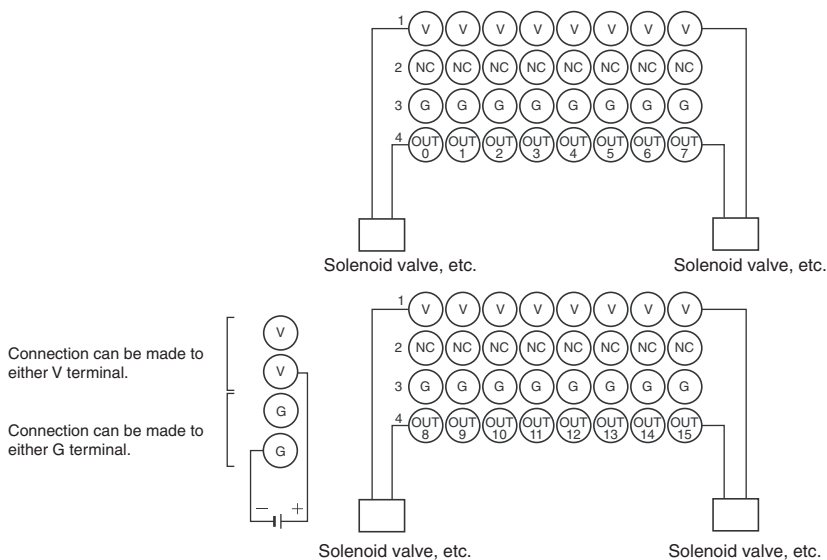 1 V V V V V V V V
2 NC NC NC NC NC NC NC NC
3 G G G G G G G G
4 OUT 0 OUT 1 OUT 2 OUT 3 OUT 4 OUT 5 OUT 6 OUT 7
Solenoid valve, etc. Solenoid valve, etc.
Connection can be made to
either V terminal.
Connection can be made to
either G terminal.
V
V
G
G
− +
1 V V V V V V V V
2 NC NC NC NC NC NC NC NC
3 G G G G G G G G
4 OUT 8 OUT 9 OUT 10 OUT 11 OUT 12 OUT 13 OUT 14 OUT 15
Solenoid valve, etc. Solenoid valve, etc.